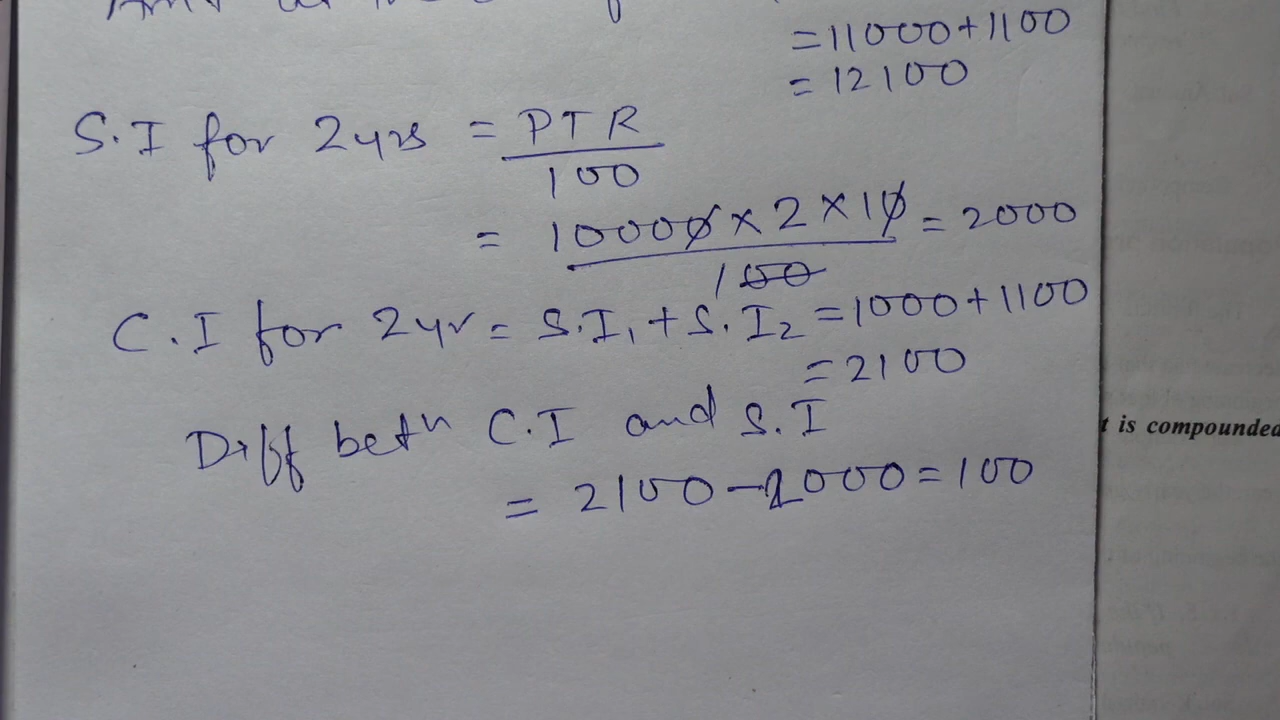 =11000+1100
=12100
S.I for 2yrs = PTR
100
= 10000×2×10 = 2000
100
C.I for 2yr = S.I1 + S.I2 = 1000+1100
= 2100
Diff betn C.I and S.I
= 2100-2000=100
t is compounded